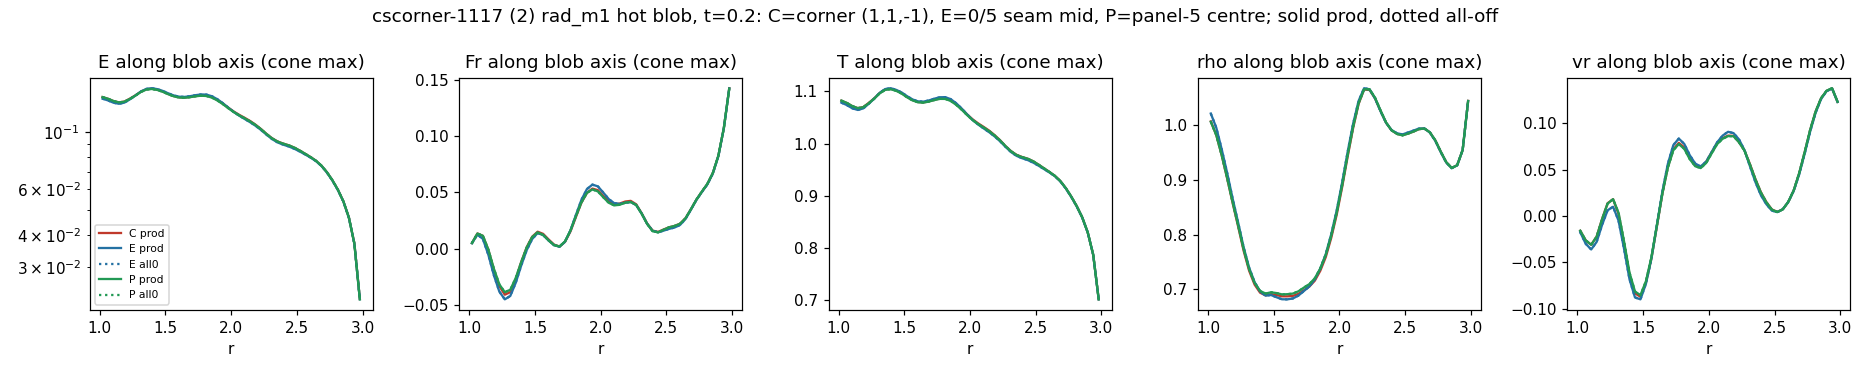 cscorner-1117 (2) rad_m1 hot blob, t=0.2: C=corner (1,1,-1), E=0/5 seam mid, P=panel-5 centre; solid prod, dotted all-off
E along blob axis (cone max)
10⁻¹
6 × 10⁻²
4 × 10⁻²
3 × 10⁻²
C prod
E prod
E all0
P prod
P all0
1.0 1.5 2.0 2.5 3.0
r
Fr along blob axis (cone max)
0.15
0.10
0.05
0.00
−0.05
1.0 1.5 2.0 2.5 3.0
r
T along blob axis (cone max)
1.1
1.0
0.9
0.8
0.7
1.0 1.5 2.0 2.5 3.0
r
rho along blob axis (cone max)
1.0
0.9
0.8
0.7
1.0 1.5 2.0 2.5 3.0
r
vr along blob axis (cone max)
0.10
0.05
0.00
−0.05
−0.10
1.0 1.5 2.0 2.5 3.0
r